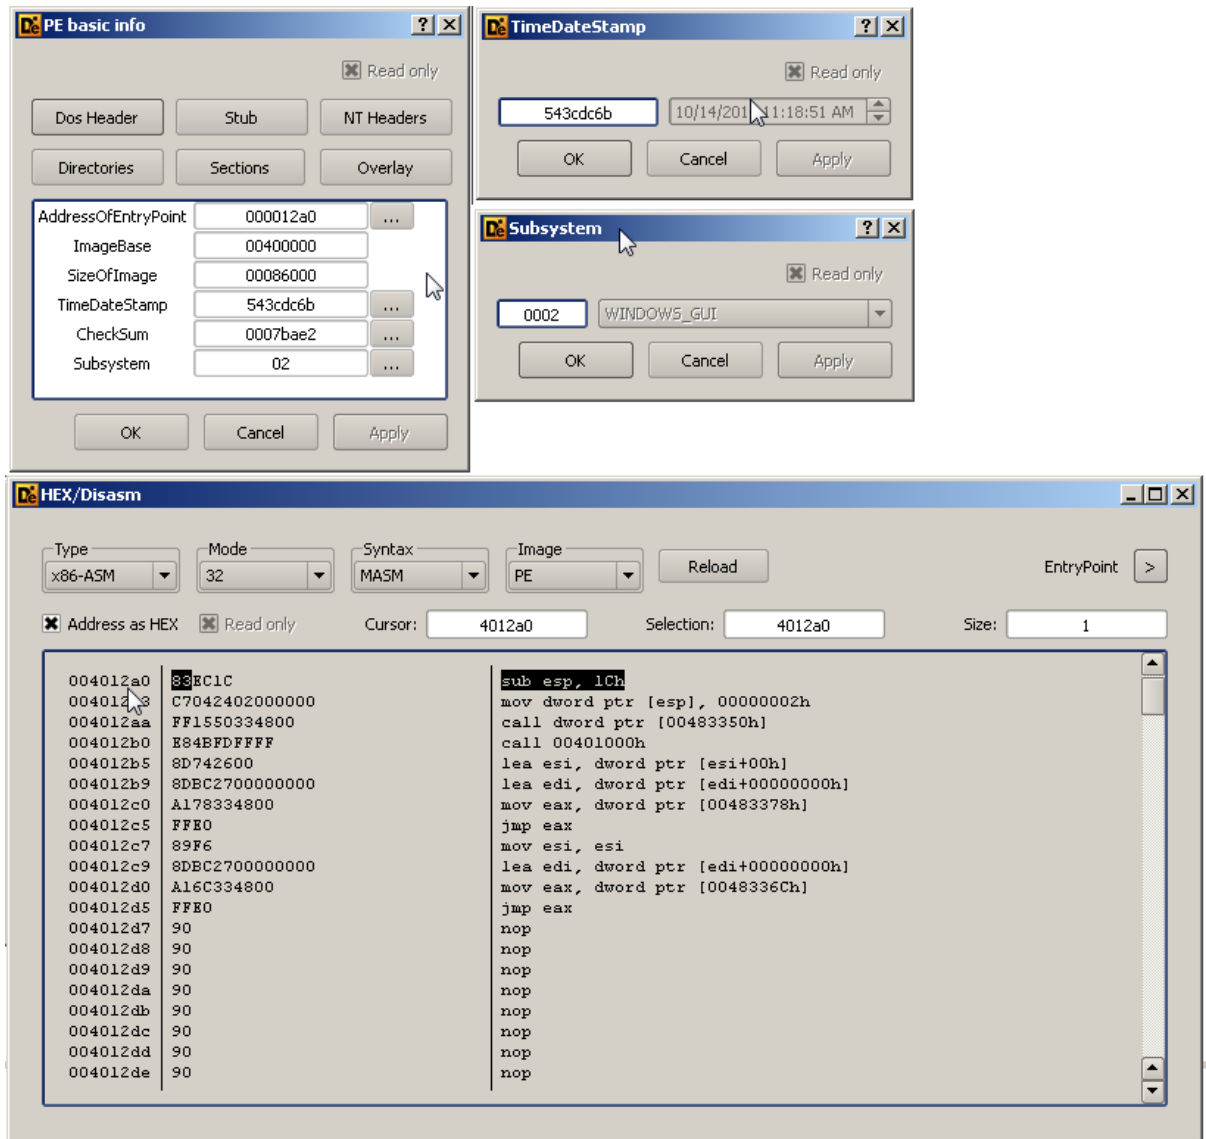 PE basic info
Read only
Dos Header Stub NT Headers
Directories Sections Overlay
AddressOfEntryPoint 000012a0 ...
ImageBase 00400000
SizeOfImage 00086000
TimeDateStamp 543cdc6b ...
CheckSum 0007bae2 ...
Subsystem 02 ...
OK Cancel Apply
TimeDateStamp
Read only
543cdc6b 11:18:51 AM
OK Cancel Apply
Subsystem
Read only
0002 WINDOWS_GUI
OK Cancel Apply
HEX/Disasm
Type Mode Syntax Image
x86-ASM 32 MASM PE Reload EntryPoint >
Address as HEX Read only Cursor: 4012a0 Selection: 4012a0 Size: 1
004012a0 83EC1C sub esp, 1Ch
C7042402000000 mov dword ptr [esp], 00000002h
004012aa FF1550334800 call dword ptr [00483350h]
004012b0 E84BFDFFFF call 00401000h
004012b5 8D742600 lea esi, dword ptr [esi+00h]
004012b9 8DBC2700000000 lea edi, dword ptr [edi+00000000h]
004012c0 A178334800 mov eax, dword ptr [00483378h]
004012c5 FFE0 jmp eax
004012c7 89F6 mov esi, esi
004012c9 8DBC2700000000 lea edi, dword ptr [edi+00000000h]
004012d0 A16C334800 mov eax, dword ptr [0048336Ch]
004012d5 FFE0 jmp eax
004012d7 90 nop
004012d8 90 nop
004012d9 90 nop
004012da 90 nop
004012db 90 nop
004012dc 90 nop
004012dd 90 nop
004012de 90 nop